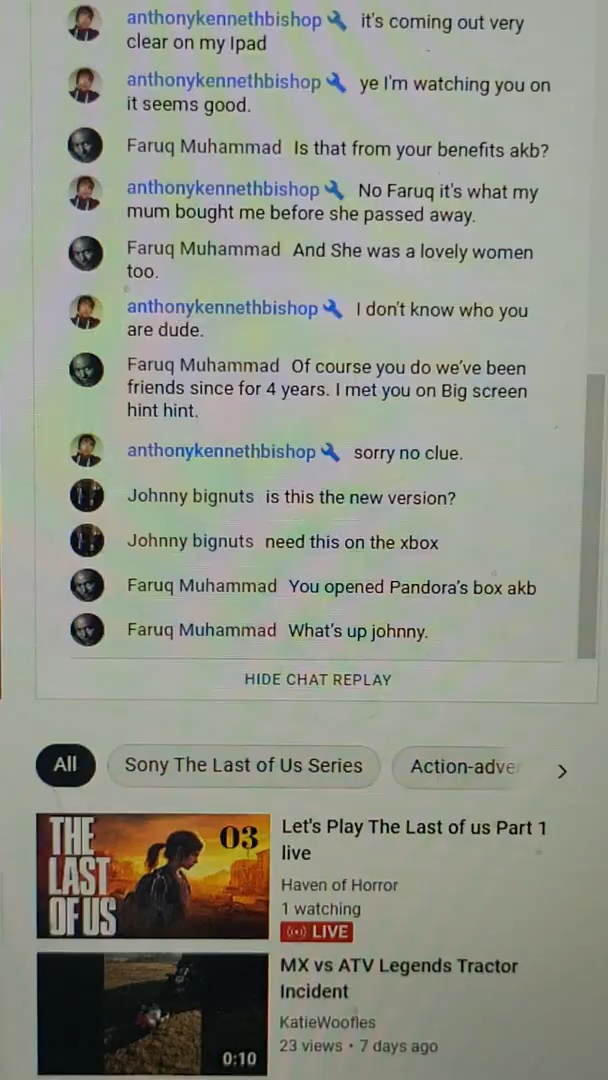 anthonykennethbishop it's coming out very
clear on my Ipad
anthonykennethbishop ye I'm watching you on
it seems good.
Faruq Muhammad Is that from your benefits akb?
anthonykennethbishop No Faruq it's what my
mum bought me before she passed away.
Faruq Muhammad And She was a lovely women
too.
anthonykennethbishop I don't know who you
are dude.
Faruq Muhammad Of course you do we've been
friends since for 4 years. I met you on Big screen
hint hint.
anthonykennethbishop sorry no clue.
Johnny bignuts is this the new version?
Johnny bignuts need this on the xbox
Faruq Muhammad You opened Pandora's box akb
Faruq Muhammad What's up johnny.
HIDE CHAT REPLAY
All Sony The Last of Us Series Action-adve
THE
LAST
OF US
03
Let's Play The Last of us Part 1
live
Haven of Horror
1 watching
LIVE
MX vs ATV Legends Tractor
Incident
KatieWoofles
23 views • 7 days ago
0:10